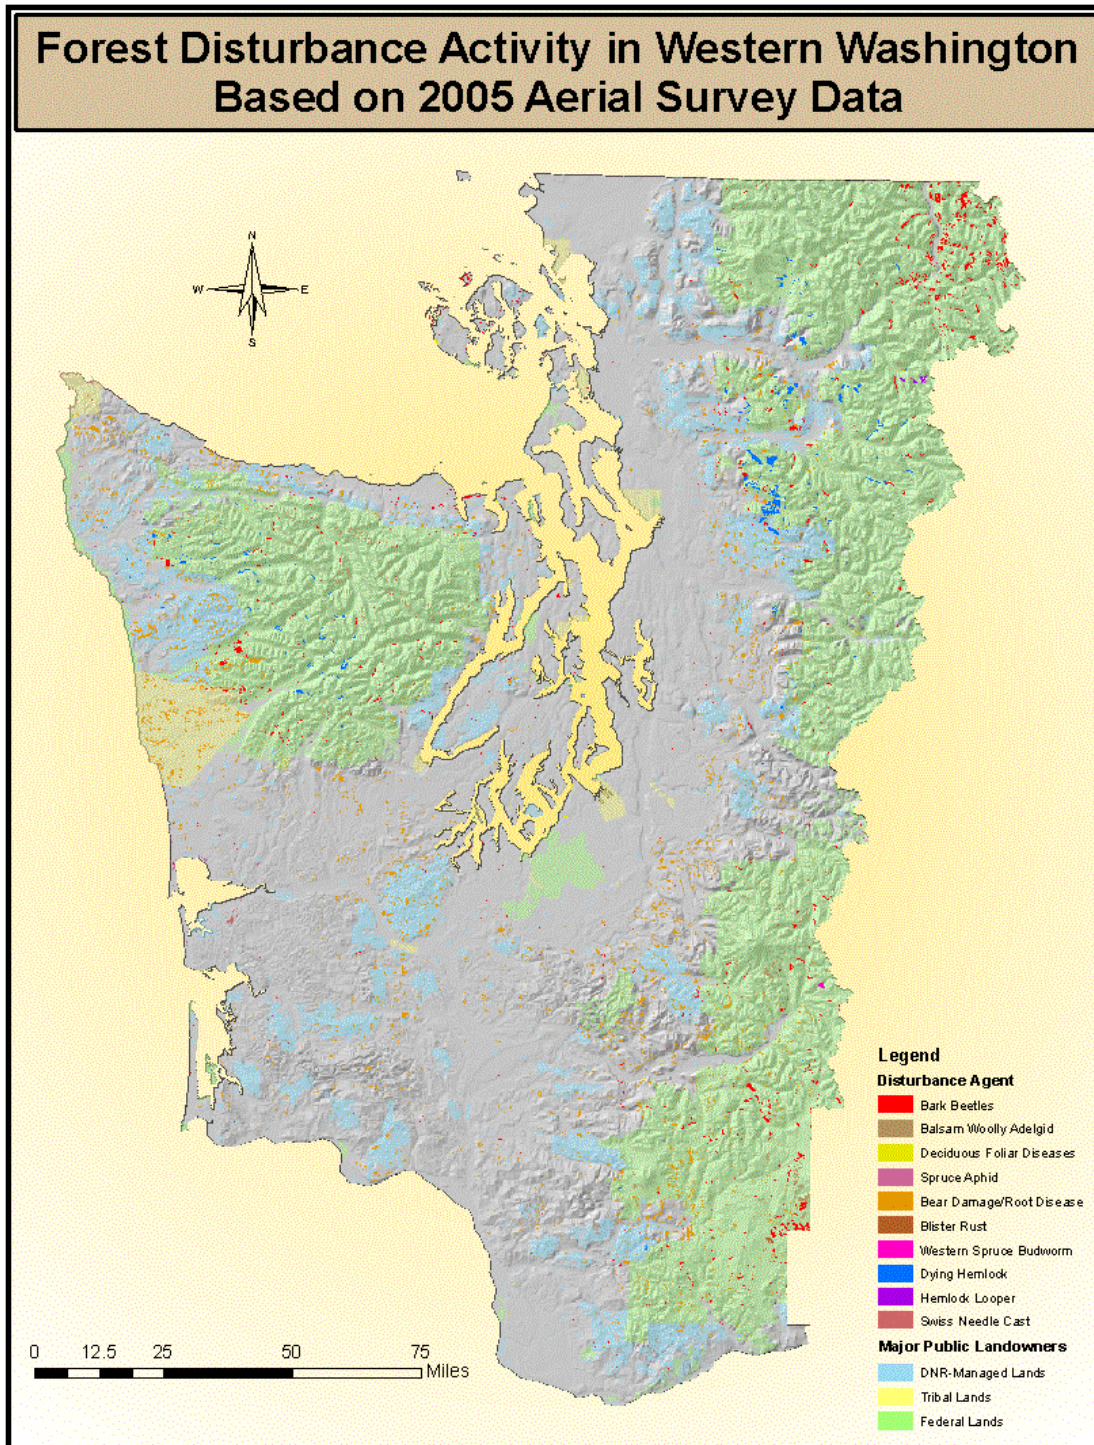 Forest Disturbance Activity in Western Washington
Based on 2005 Aerial Survey Data
N
W
E
S
Legend
Disturbance Agent
Bark Beetles
Balsam Woolly Adelgid
Deciduous Foliar Diseases
Spruce Aphid
Bear Damage/Root Disease
Blister Rust
Western Spruce Budworm
Dying Hemlock
Hemlock Looper
Swiss Needle Cast
Major Public Landowners
DNR-Managed Lands
Tribal Lands
Federal Lands
0 12.5 25 50 75
Miles